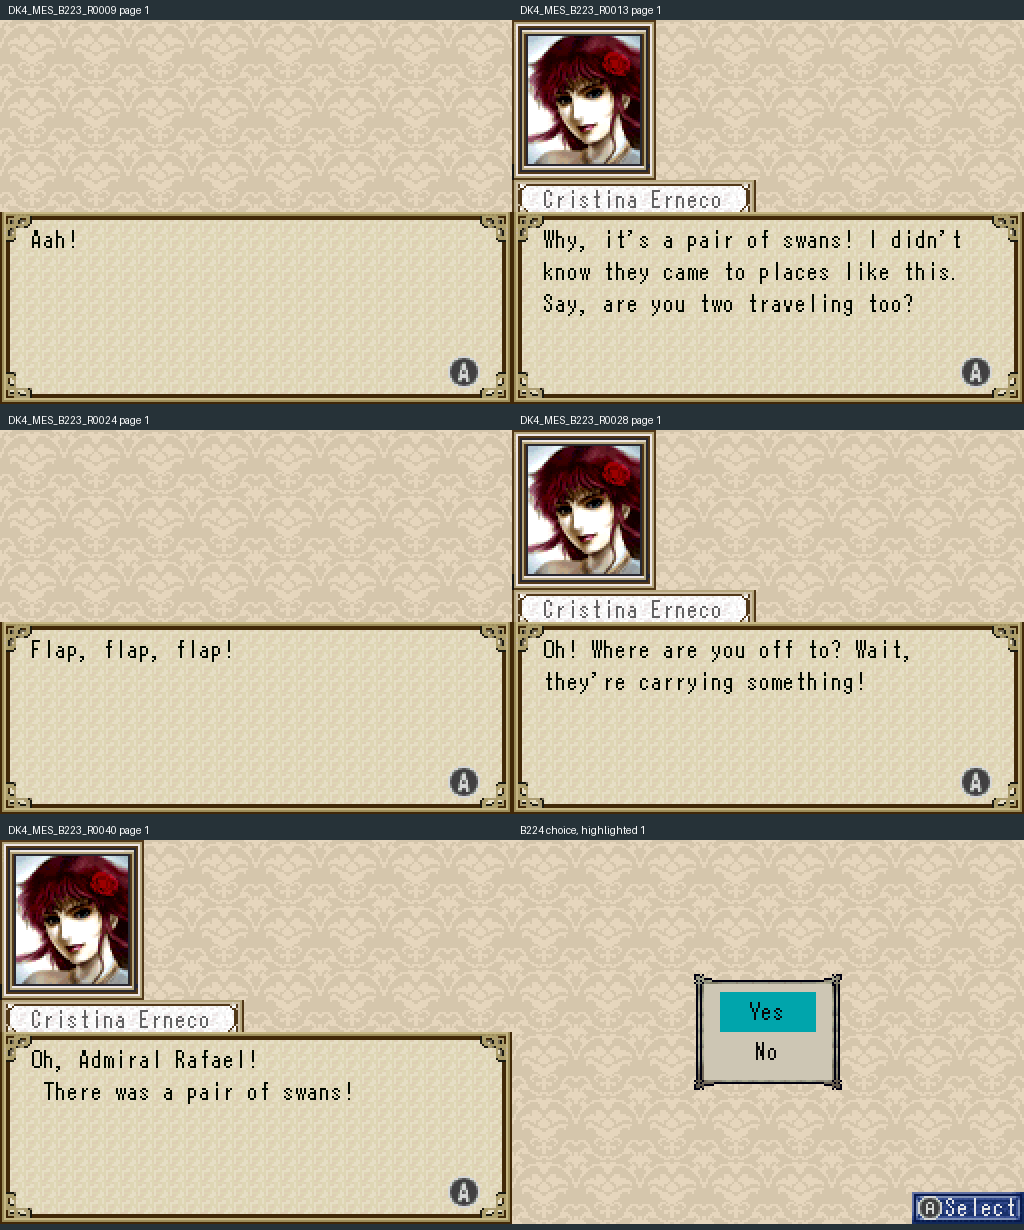 DK4_MES_B223_R0009 page 1
Aah!
A
DK4_MES_B223_R0013 page 1
Cristina Erneco
Why, it's a pair of swans! I didn't
know they came to places like this.
Say, are you two traveling too?
A
DK4_MES_B223_R0024 page 1
Flap, flap, flap!
A
DK4_MES_B223_R0028 page 1
Cristina Erneco
Oh! Where are you off to? Wait,
they're carrying something!
A
DK4_MES_B223_R0040 page 1
Cristina Erneco
Oh, Admiral Rafael!
There was a pair of swans!
A
B224 choice, highlighted 1
Yes
No
A Select